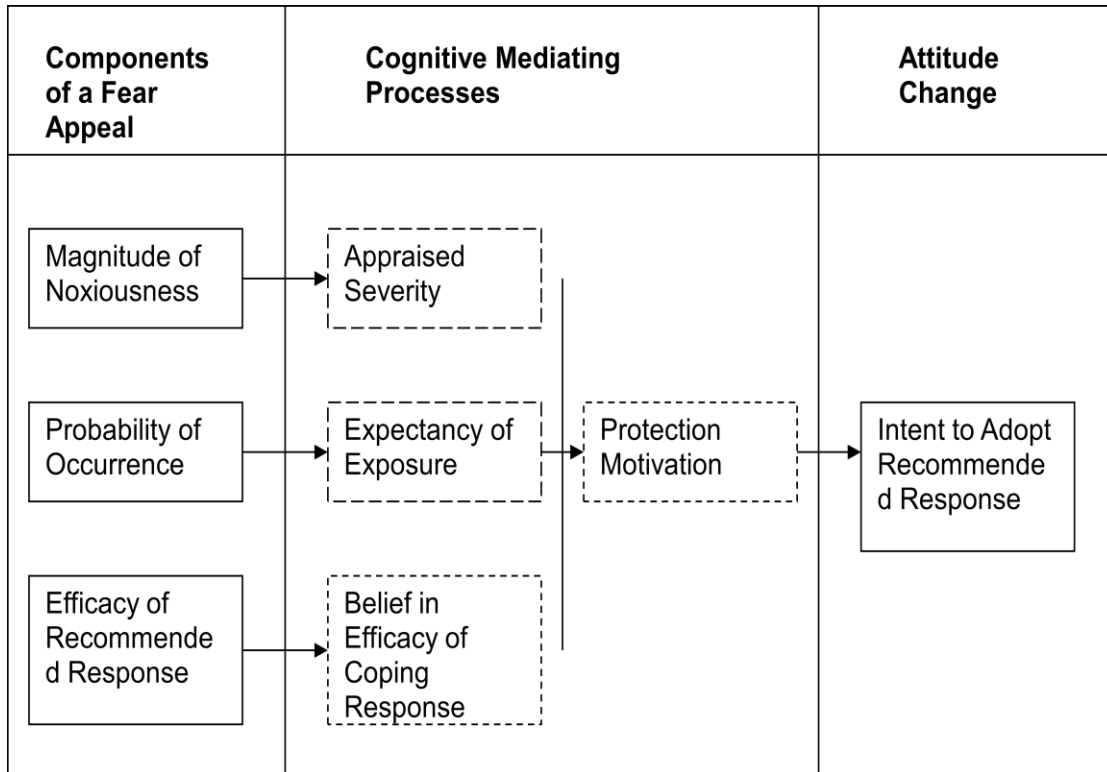 Components
of a Fear
Appeal
Cognitive Mediating
Processes
Attitude
Change
Magnitude of
Noxiousness
Appraised
Severity
Probability of
Occurrence
Expectancy of
Exposure
Protection
Motivation
Intent to Adopt
Recommende
d Response
Efficacy of
Recommende
d Response
Belief in
Efficacy of
Coping
Response